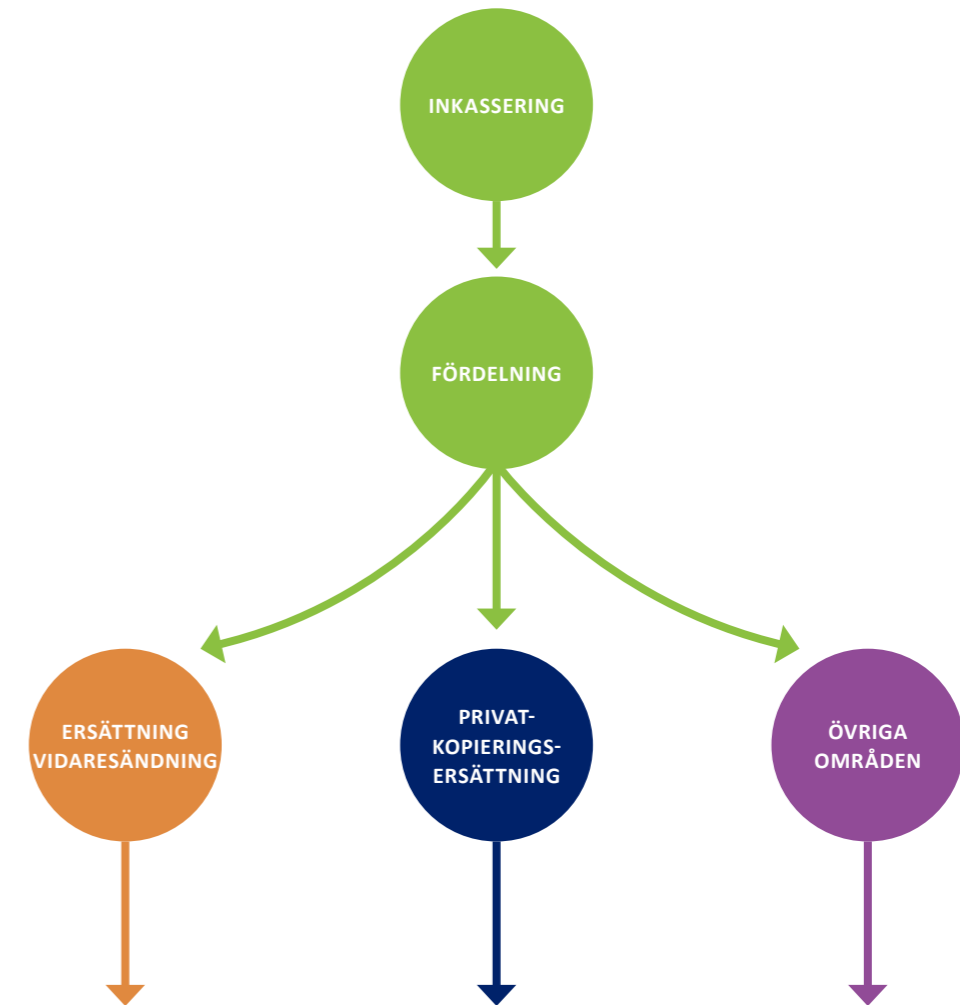 INKASSERING
FÖRDELNING
ERSÄTTNING
VIDARESÄNDNING
PRIVAT-
KOPIERINGS-
ERSÄTTNING
ÖVRIGA
OMRÅDEN